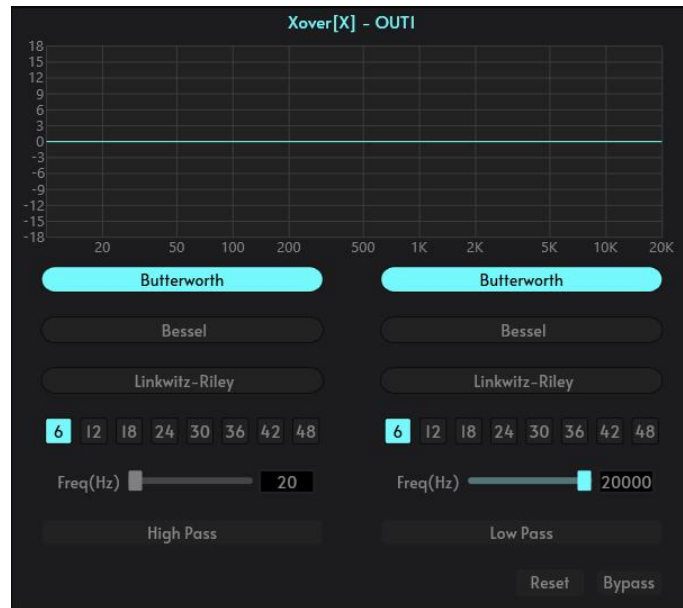 Xover[X] - OUT1
18
15
12
9
6
3
0
-3
-6
-9
-12
-15
-18
20 50 100 200 500 1K 2K 5K 10K 20K
Butterworth Butterworth
Bessel Bessel
Linkwitz-Riley Linkwitz-Riley
6 12 18 24 30 36 42 48 6 12 18 24 30 36 42 48
Freq(Hz) 20 Freq(Hz) 20000
High Pass Low Pass
Reset Bypass